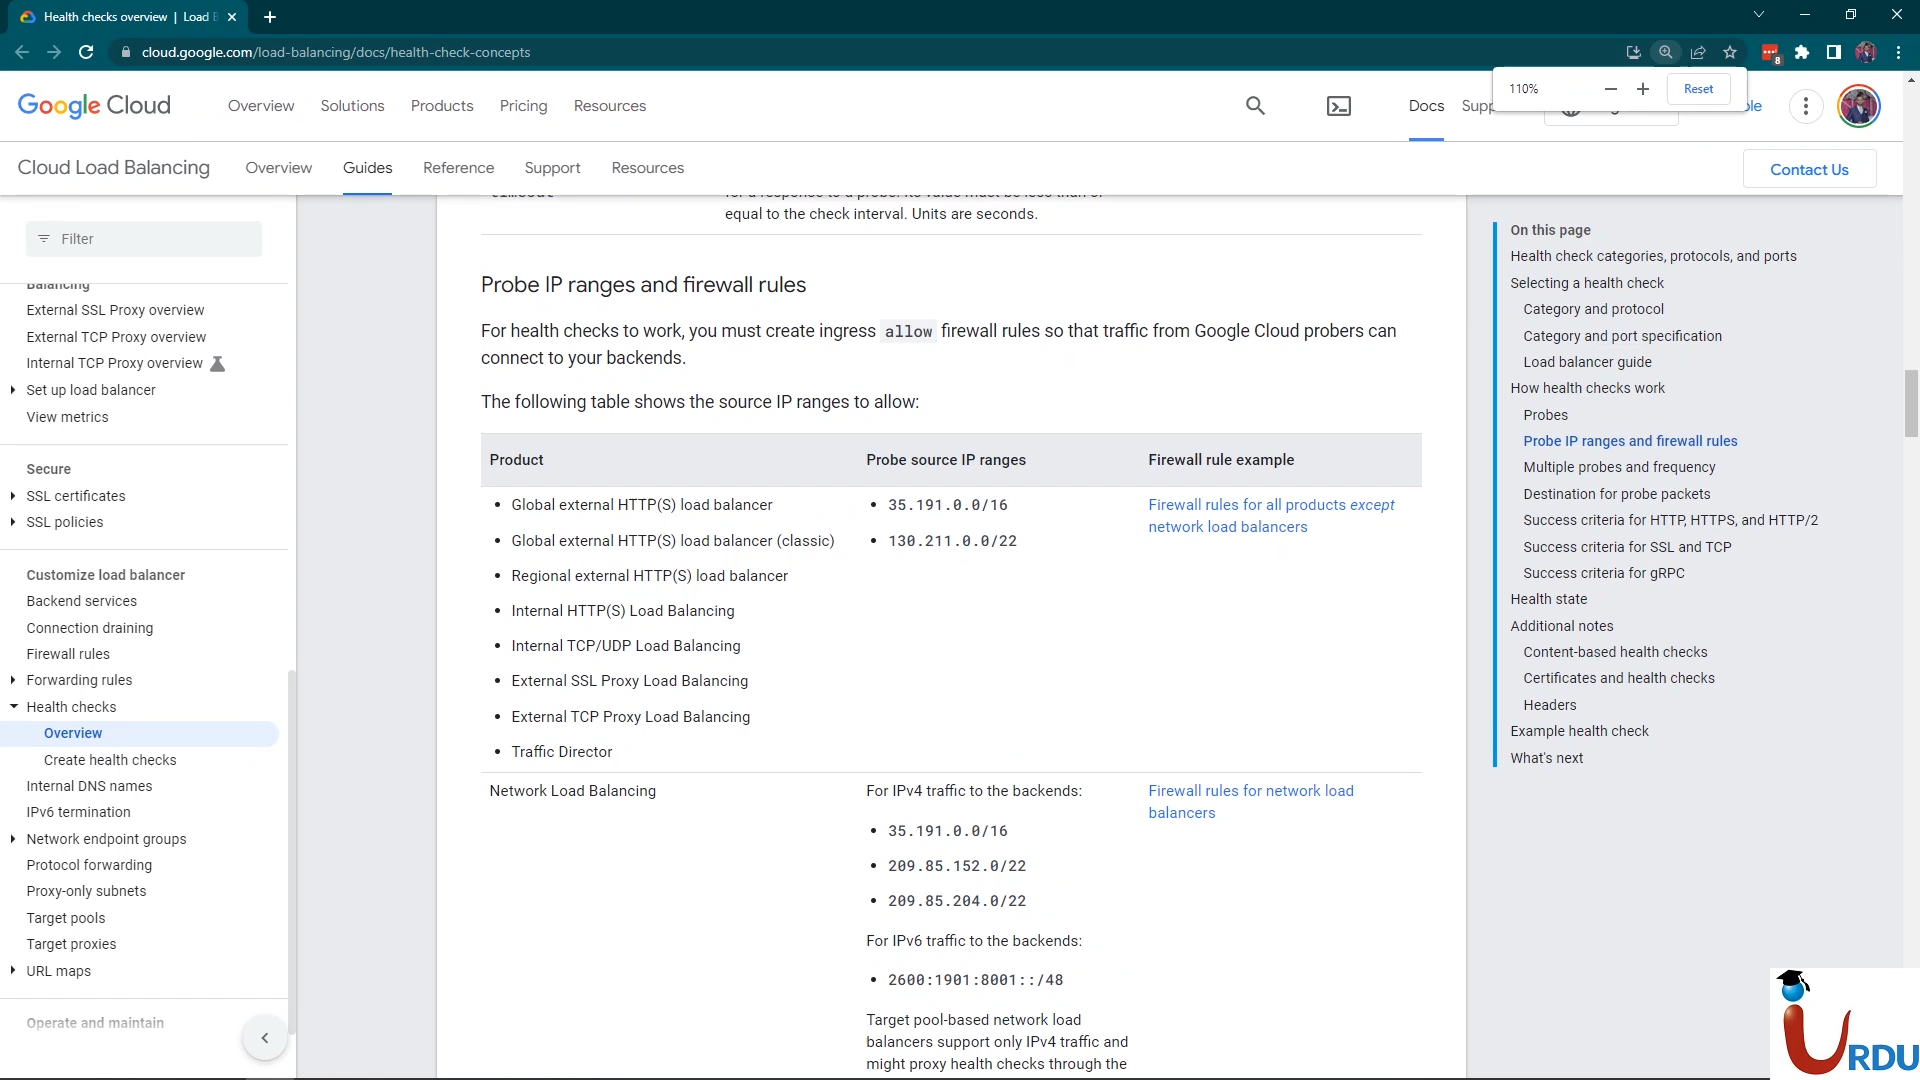 Health checks overview | Load B
cloud.google.com/load-balancing/docs/health-check-concepts
8
110%
Reset
Google Cloud
Overview
Solutions
Products
Pricing
Resources
Docs
Supp
Cloud Load Balancing
Overview
Guides
Reference
Support
Resources
Contact Us
Filter
Balancing
External SSL Proxy overview
External TCP Proxy overview
Internal TCP Proxy overview
Set up load balancer
View metrics
Secure
SSL certificates
SSL policies
Customize load balancer
Backend services
Connection draining
Firewall rules
Forwarding rules
Health checks
Overview
Create health checks
Internal DNS names
IPv6 termination
Network endpoint groups
Protocol forwarding
Proxy-only subnets
Target pools
Target proxies
URL maps
Operate and maintain
timeout
for a response to a probe. Its value must be less than or
equal to the check interval. Units are seconds.
Probe IP ranges and firewall rules
For health checks to work, you must create ingress allow firewall rules so that traffic from Google Cloud probers can
connect to your backends.
The following table shows the source IP ranges to allow:
Product
Probe source IP ranges
Firewall rule example
• Global external HTTP(S) load balancer
• Global external HTTP(S) load balancer (classic)
• Regional external HTTP(S) load balancer
• Internal HTTP(S) Load Balancing
• Internal TCP/UDP Load Balancing
• External SSL Proxy Load Balancing
• External TCP Proxy Load Balancing
• Traffic Director
• 35.191.0.0/16
• 130.211.0.0/22
Firewall rules for all products except
network load balancers
Network Load Balancing
For IPv4 traffic to the backends:
• 35.191.0.0/16
• 209.85.152.0/22
• 209.85.204.0/22
For IPv6 traffic to the backends:
• 2600:1901:8001::/48
Target pool-based network load
balancers support only IPv4 traffic and
might proxy health checks through the
Firewall rules for network load
balancers
On this page
Health check categories, protocols, and ports
Selecting a health check
Category and protocol
Category and port specification
Load balancer guide
How health checks work
Probes
Probe IP ranges and firewall rules
Multiple probes and frequency
Destination for probe packets
Success criteria for HTTP, HTTPS, and HTTP/2
Success criteria for SSL and TCP
Success criteria for gRPC
Health state
Additional notes
Content-based health checks
Certificates and health checks
Headers
Example health check
What's next
iURDU